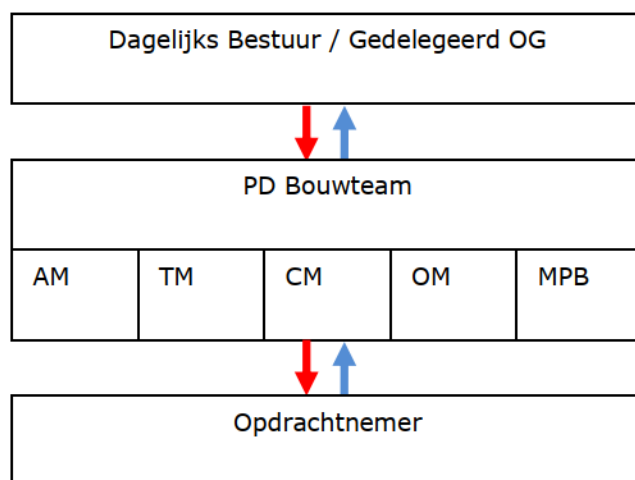 Dagelijks Bestuur / Gedelegeerd OG
PD Bouwteam
AM TM CM OM MPB
Opdrachtnemer